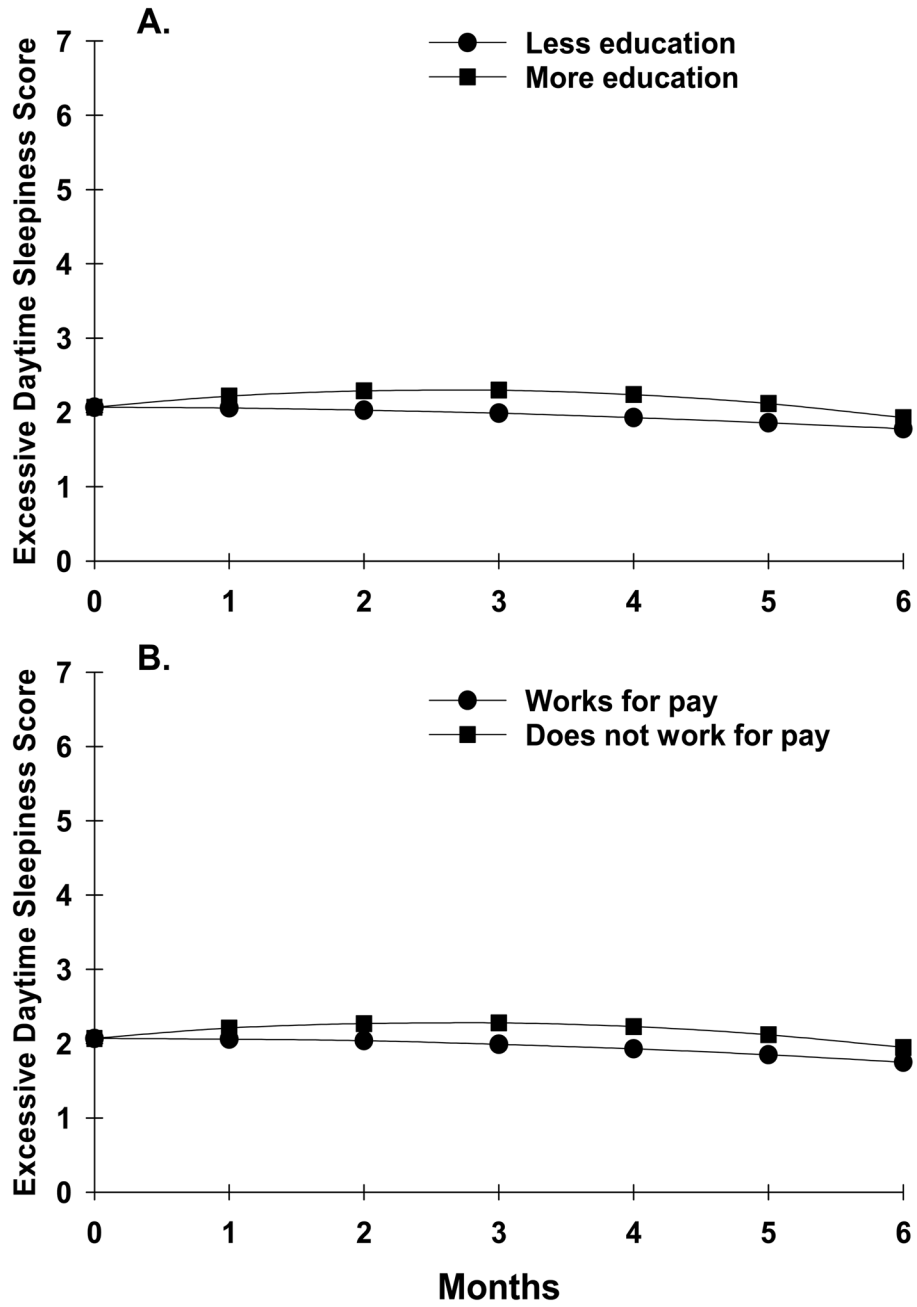 A.
Less education
More education
Excessive Daytime Sleepiness Score
7
6
5
4
3
2
1
0
0 1 2 3 4 5 6
B.
Works for pay
Does not work for pay
Excessive Daytime Sleepiness Score
7
6
5
4
3
2
1
0
0 1 2 3 4 5 6
Months